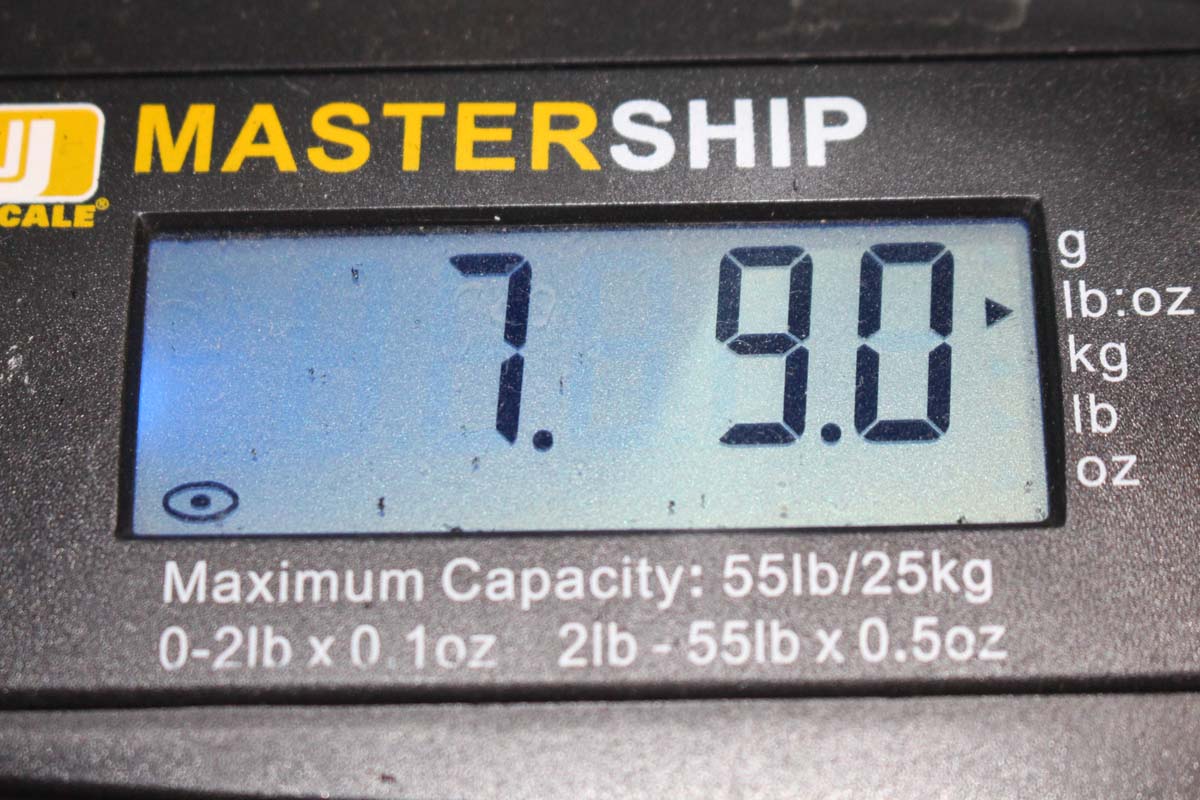 MASTERSHIP
CALE®
7. 9.0
g
lb:oz
kg
lb
oz
Maximum Capacity: 55lb/25kg
0-2lb x 0.1oz 2lb - 55lb x 0.5oz